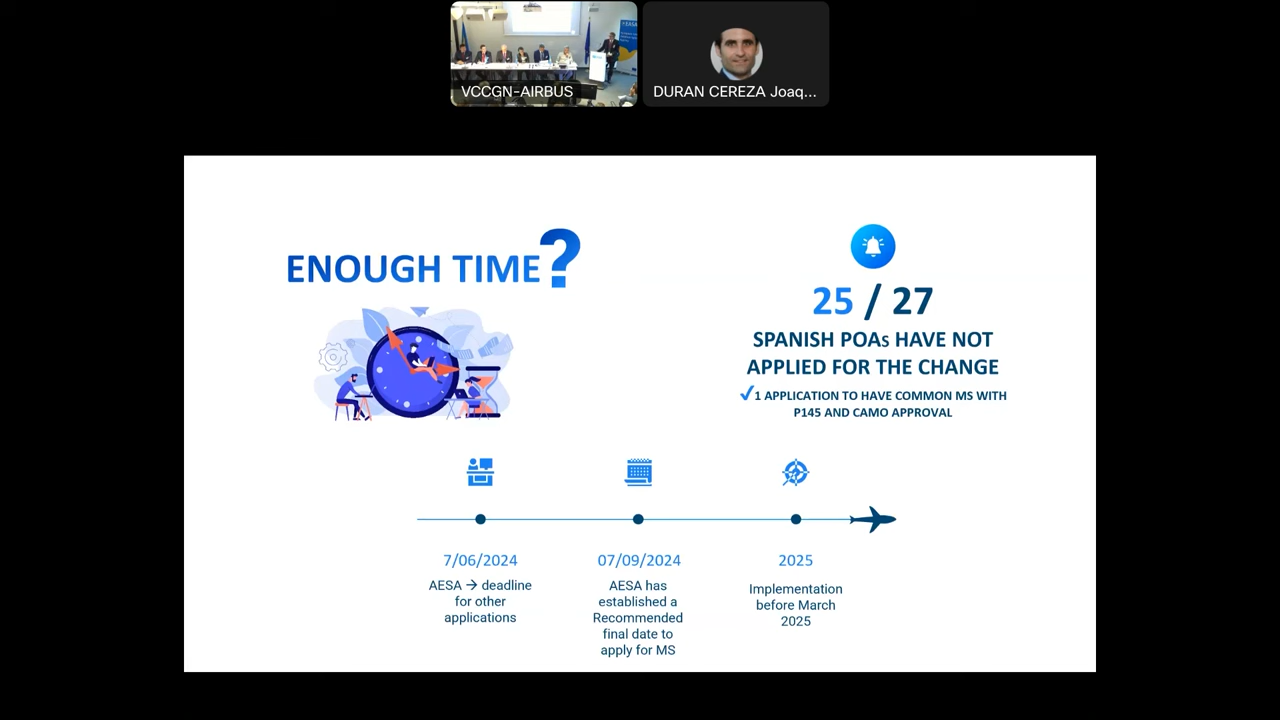 VCCGN-AIRBUS
DURAN CEREZA Joaq...
ENOUGH TIME?
25 / 27
SPANISH POAs HAVE NOT
APPLIED FOR THE CHANGE
✓1 APPLICATION TO HAVE COMMON MS WITH
P145 AND CAMO APPROVAL
7/06/2024
AESA → deadline
for other
applications
07/09/2024
AESA has
established a
Recommended
final date to
apply for MS
2025
Implementation
before March
2025